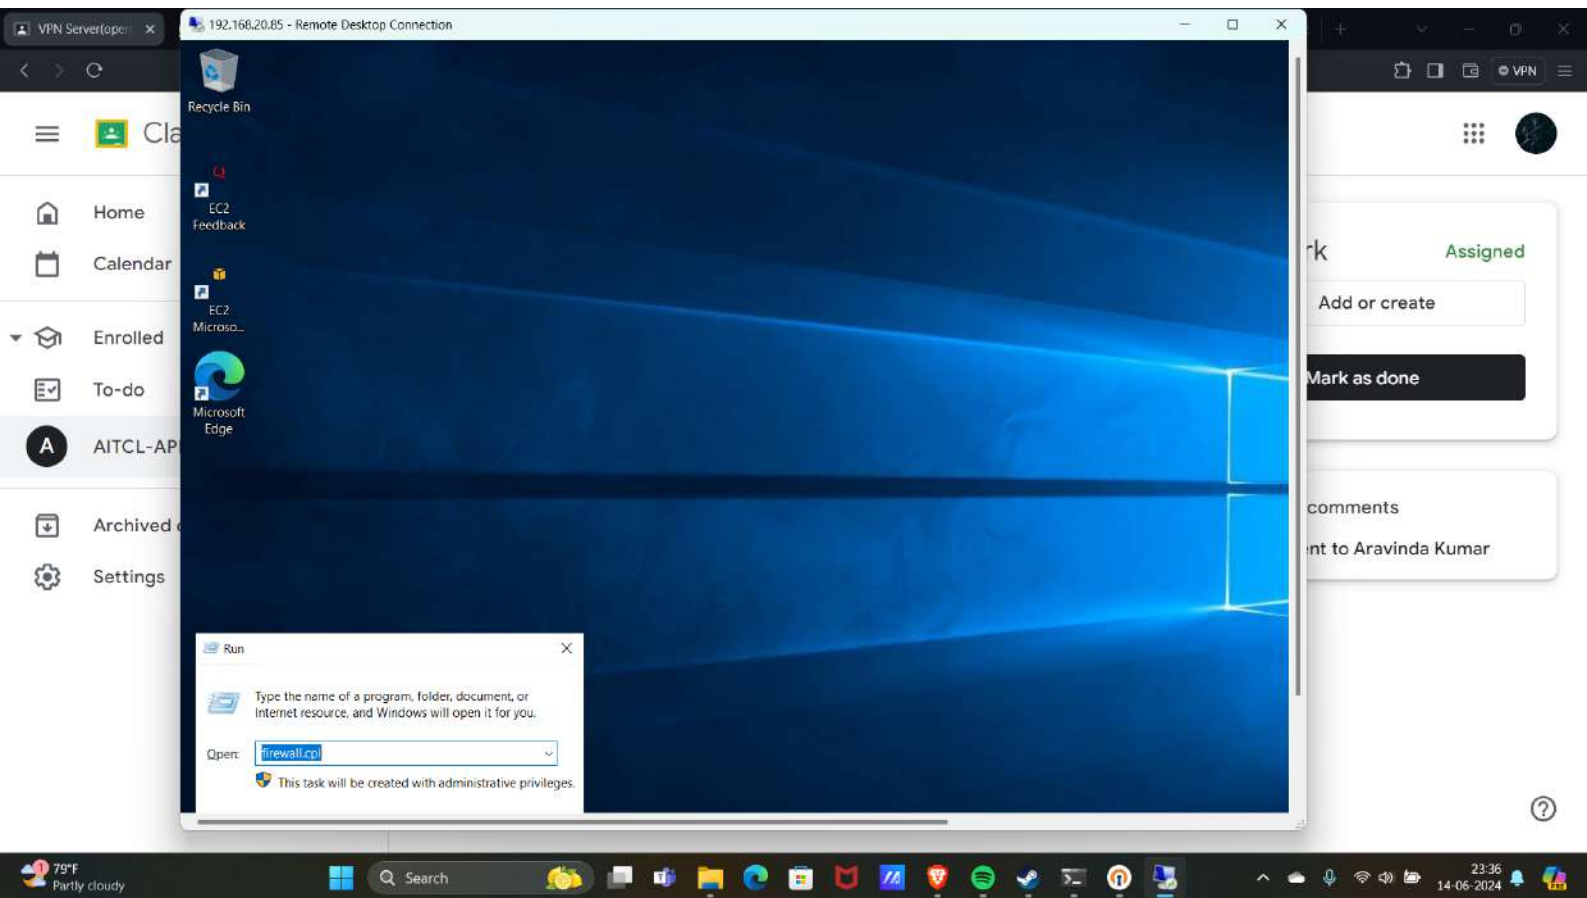 VPN Server(open
192.168.20.85 - Remote Desktop Connection
VPN
Recycle Bin
Cla
EC2
Feedback
EC2
Microso...
Microsoft
Edge
Home
Calendar
Enrolled
To-do
A
AITCL-AP
Archived
Settings
rk
Assigned
Add or create
Mark as done
comments
ent to Aravinda Kumar
Run
Type the name of a program, folder, document, or
Internet resource, and Windows will open it for you.
Open:
firewall.cpl
This task will be created with administrative privileges.
1
79°F
Partly cloudy
Search
23:36
14-06-2024
PRE